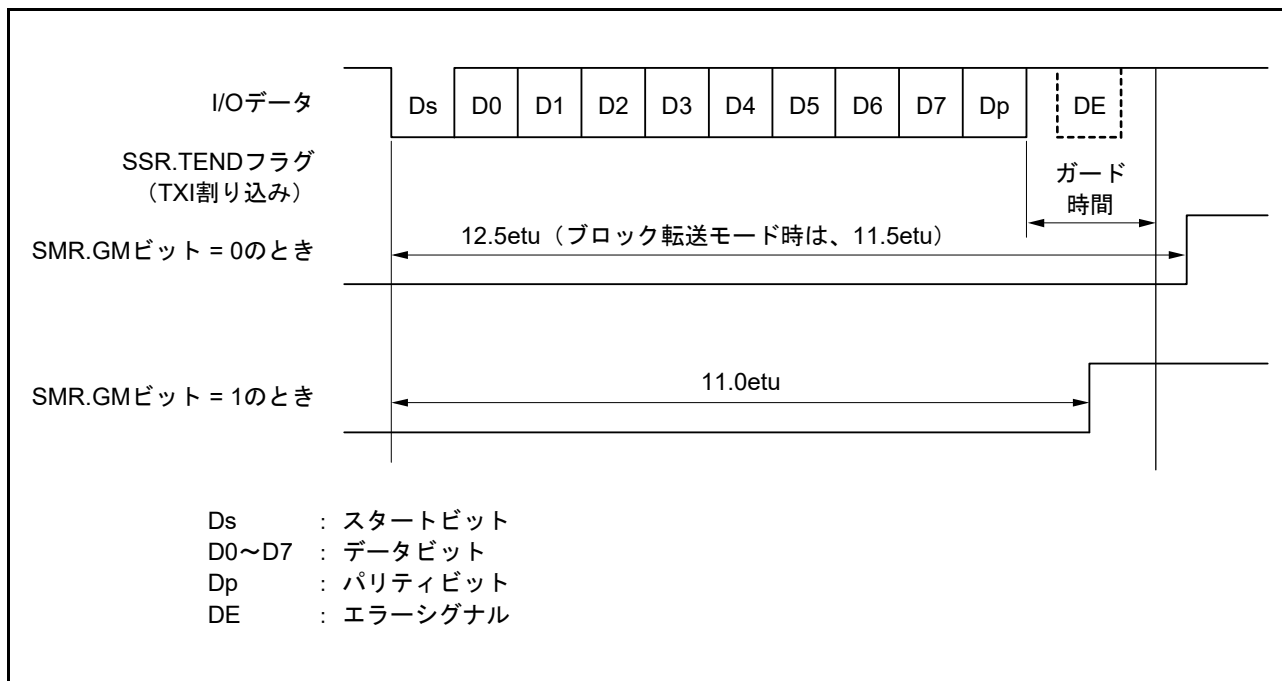 I/Oデータ
Ds D0 D1 D2 D3 D4 D5 D6 D7 Dp DE
SSR.TENDフラグ
（TXI割り込み）
ガード
時間
12.5etu（ブロック転送モード時は、11.5etu）
SMR.GMビット = 0のとき
11.0etu
SMR.GMビット = 1のとき
Ds : スタートビット
D0～D7 : データビット
Dp : パリティビット
DE : エラーシグナル